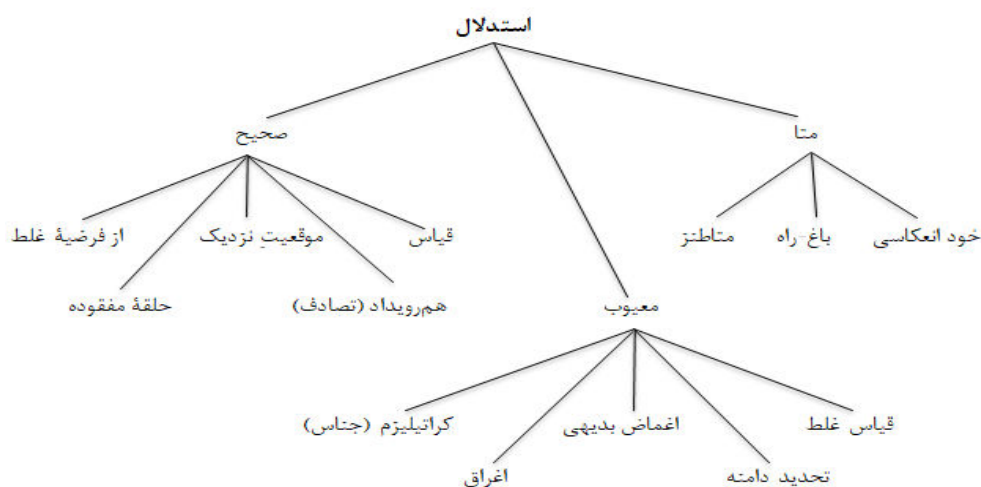 استدلال
متا
صحیح
خود انعکاسی
باغ-راه
متاطنز
قیاس
موقعیتِ نزدیک
از فرضیهٔ غلط
هم‌رویداد (تصادف)
حلقهٔ مفقوده
معیوب
قیاس غلط
اغماض بدیهی
کراتیلیزم (جناس)
تحدید دامنه
اغراق